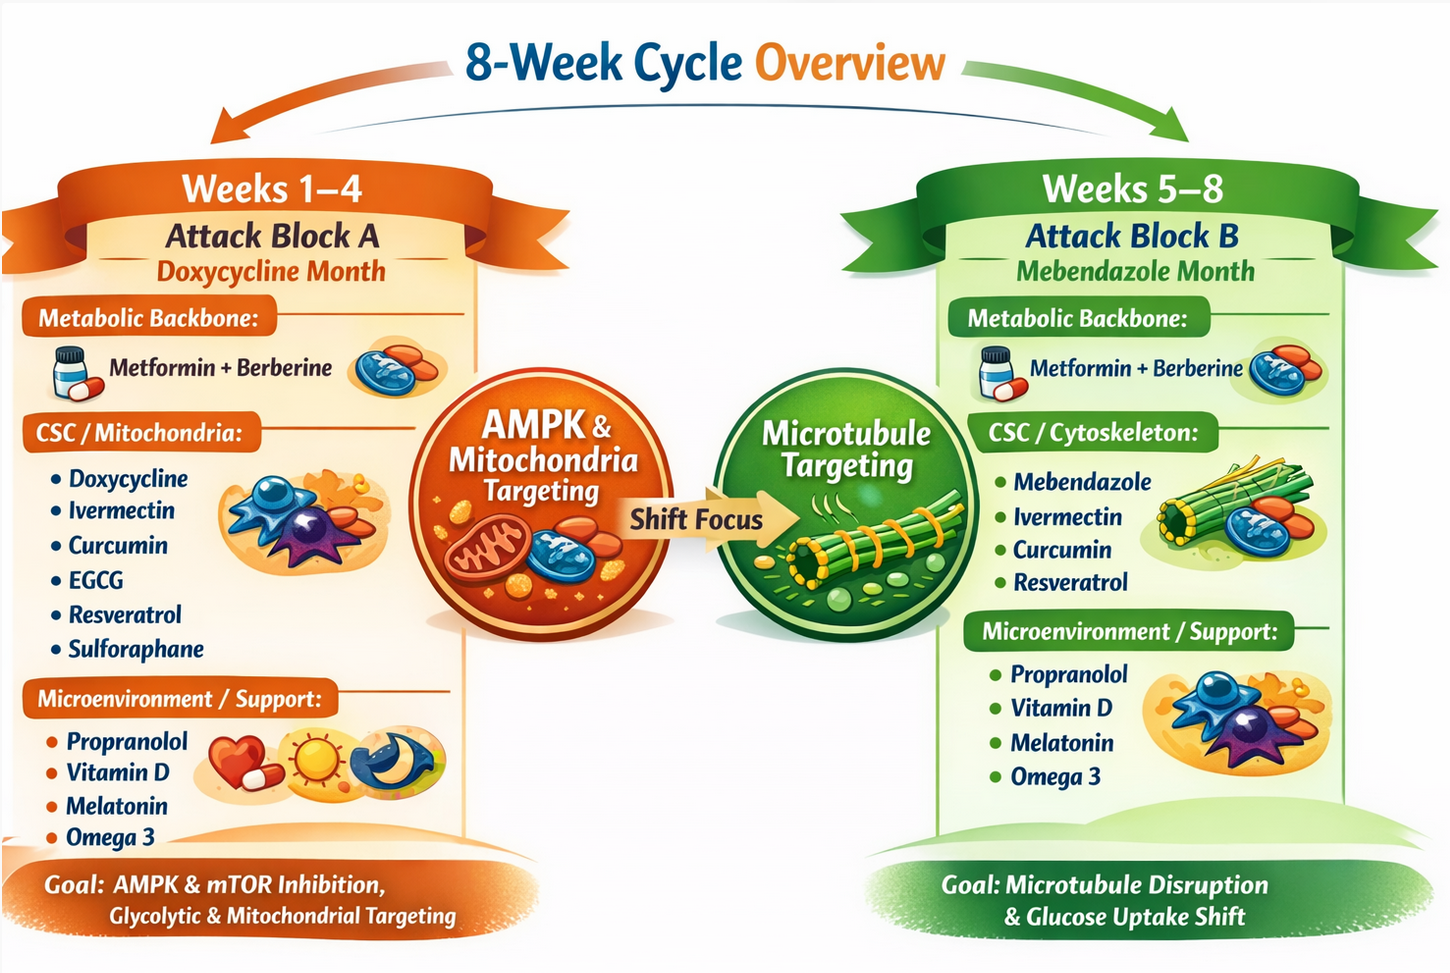 8-Week Cycle Overview
Weeks 1–4
Attack Block A
Doxycycline Month
Metabolic Backbone:
Metformin + Berberine
CSC / Mitochondria:
• Doxycycline
• Ivermectin
• Curcumin
• EGCG
• Resveratrol
• Sulforaphane
Microenvironment / Support:
• Propranolol
• Vitamin D
• Melatonin
• Omega 3
Goal: AMPK & mTOR Inhibition,
Glycolytic & Mitochondrial Targeting
AMPK &
Mitochondria
Targeting
Shift Focus
Microtubule
Targeting
Weeks 5–8
Attack Block B
Mebendazole Month
Metabolic Backbone:
Metformin + Berberine
CSC / Cytoskeleton:
• Mebendazole
• Ivermectin
• Curcumin
• Resveratrol
Microenvironment / Support:
• Propranolol
• Vitamin D
• Melatonin
• Omega 3
Goal: Microtubule Disruption
& Glucose Uptake Shift